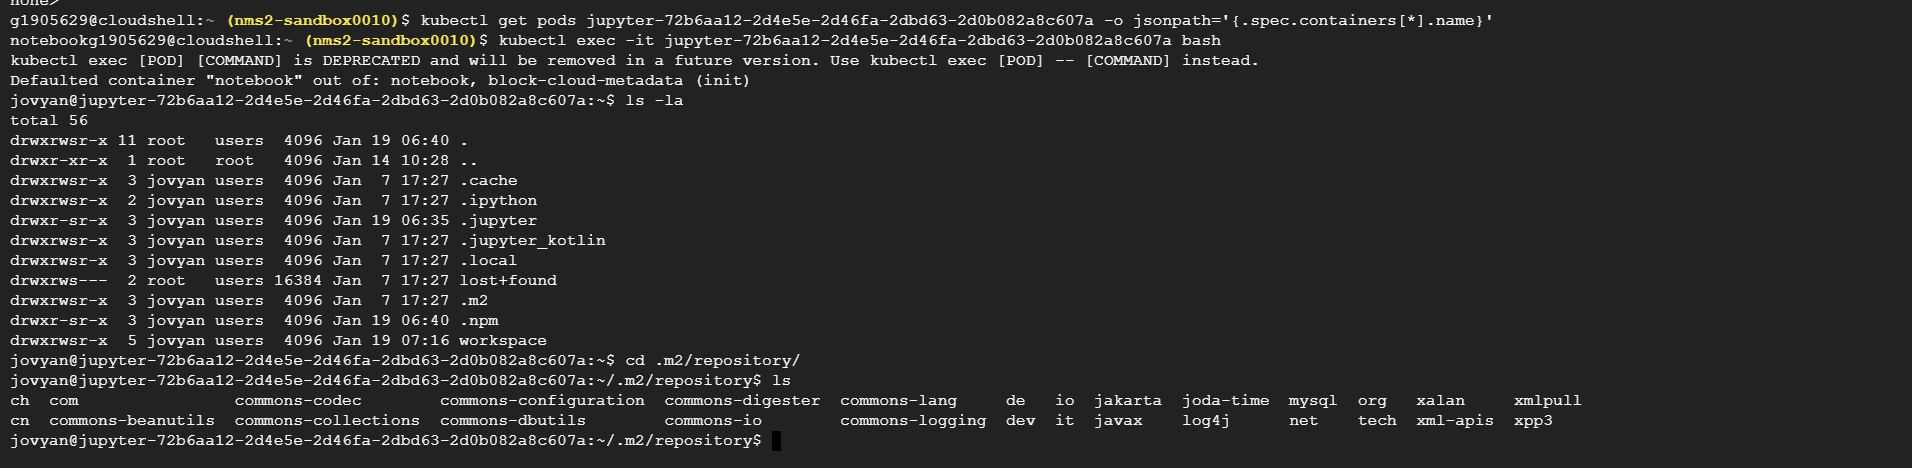 none>
g1905629@cloudshell:~ (nms2-sandbox0010)$ kubectl get pods jupyter-72b6aa12-2d4e5e-2d46fa-2dbd63-2d0b082a8c607a -o jsonpath='{.spec.containers[*].name}'
notebookg1905629@cloudshell:~ (nms2-sandbox0010)$ kubectl exec -it jupyter-72b6aa12-2d4e5e-2d46fa-2dbd63-2d0b082a8c607a bash
kubectl exec [POD] [COMMAND] is DEPRECATED and will be removed in a future version. Use kubectl exec [POD] -- [COMMAND] instead.
Defaulted container "notebook" out of: notebook, block-cloud-metadata (init)
jovyan@jupyter-72b6aa12-2d4e5e-2d46fa-2dbd63-2d0b082a8c607a:~$ ls -la
total 56
drwxrwsr-x 11 root   users  4096 Jan 19 06:40 .
drwxr-xr-x  1 root   root   4096 Jan 14 10:28 ..
drwxrwsr-x  3 jovyan users  4096 Jan  7 17:27 .cache
drwxrwsr-x  2 jovyan users  4096 Jan  7 17:27 .ipython
drwxr-sr-x  3 jovyan users  4096 Jan 19 06:35 .jupyter
drwxrwsr-x  3 jovyan users  4096 Jan  7 17:27 .jupyter_kotlin
drwxrwsr-x  3 jovyan users  4096 Jan  7 17:27 .local
drwxrws---  2 root   users 16384 Jan  7 17:27 lost+found
drwxrwsr-x  3 jovyan users  4096 Jan  7 17:27 .m2
drwxr-sr-x  3 jovyan users  4096 Jan 19 06:40 .npm
drwxrwsr-x  5 jovyan users  4096 Jan 19 07:16 workspace
jovyan@jupyter-72b6aa12-2d4e5e-2d46fa-2dbd63-2d0b082a8c607a:~$ cd .m2/repository/
jovyan@jupyter-72b6aa12-2d4e5e-2d46fa-2dbd63-2d0b082a8c607a:~/.m2/repository$ ls
ch  com                commons-codec        commons-configuration  commons-digester  commons-lang     de   io  jakarta  joda-time  mysql  org   xalan     xmlpull
cn  commons-beanutils  commons-collections  commons-dbutils        commons-io        commons-logging  dev  it  javax    log4j      net    tech  xml-apis  xpp3
jovyan@jupyter-72b6aa12-2d4e5e-2d46fa-2dbd63-2d0b082a8c607a:~/.m2/repository$